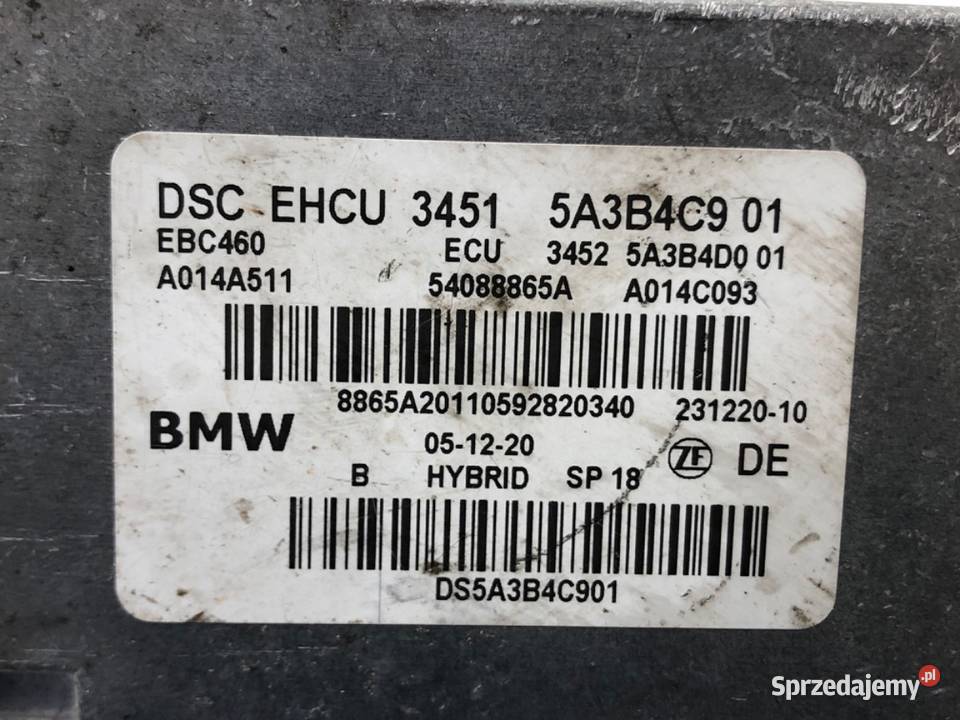 DSC EHCU 3451 5A3B4C9 01
EBC460 ECU 3452 5A3B4D0 01
A014A511 54088865A A014C093
8865A20110592820340 231220-10
BMW 05-12-20 ZF DE
B HYBRID SP 18
DS5A3B4C901
Sprzedajemy.pl